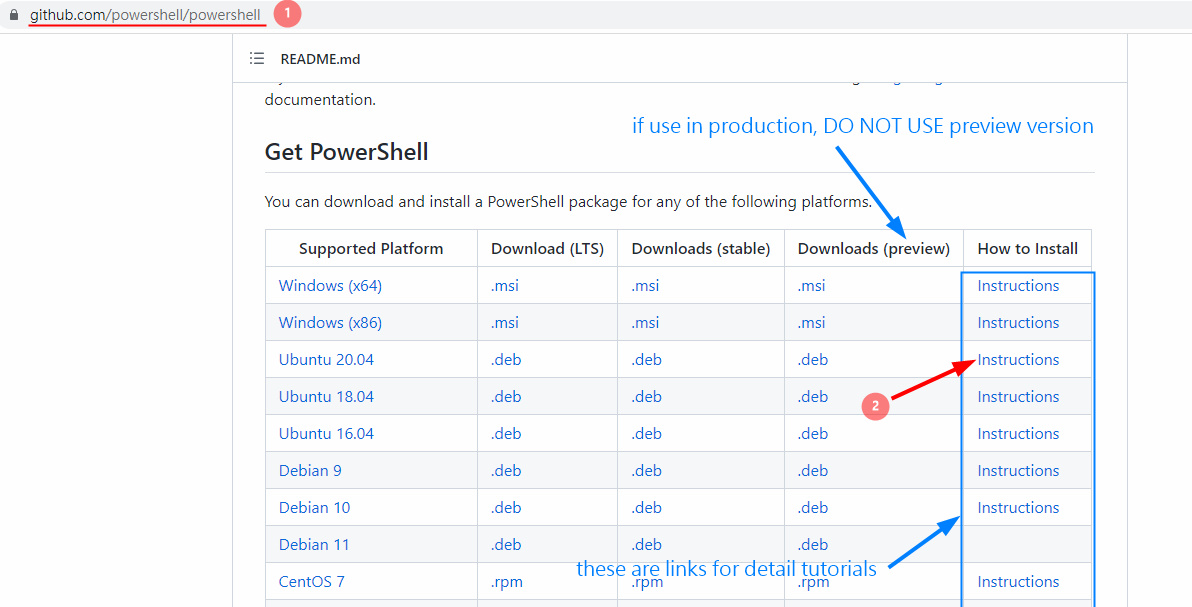 github.com/powershell/powershell 1
README.md
documentation.
if use in production, DO NOT USE preview version
Get PowerShell
You can download and install a PowerShell package for any of the following platforms.
Supported Platform Download (LTS) Downloads (stable) Downloads (preview) How to Install
Windows (x64) .msi .msi .msi Instructions
Windows (x86) .msi .msi .msi Instructions
Ubuntu 20.04 .deb .deb .deb Instructions
Ubuntu 18.04 .deb .deb .deb Instructions
2
Ubuntu 16.04 .deb .deb .deb Instructions
Debian 9 .deb .deb .deb Instructions
Debian 10 .deb .deb .deb Instructions
Debian 11 .deb .deb .deb
these are links for detail tutorials
CentOS 7 .rpm .rpm .rpm Instructions